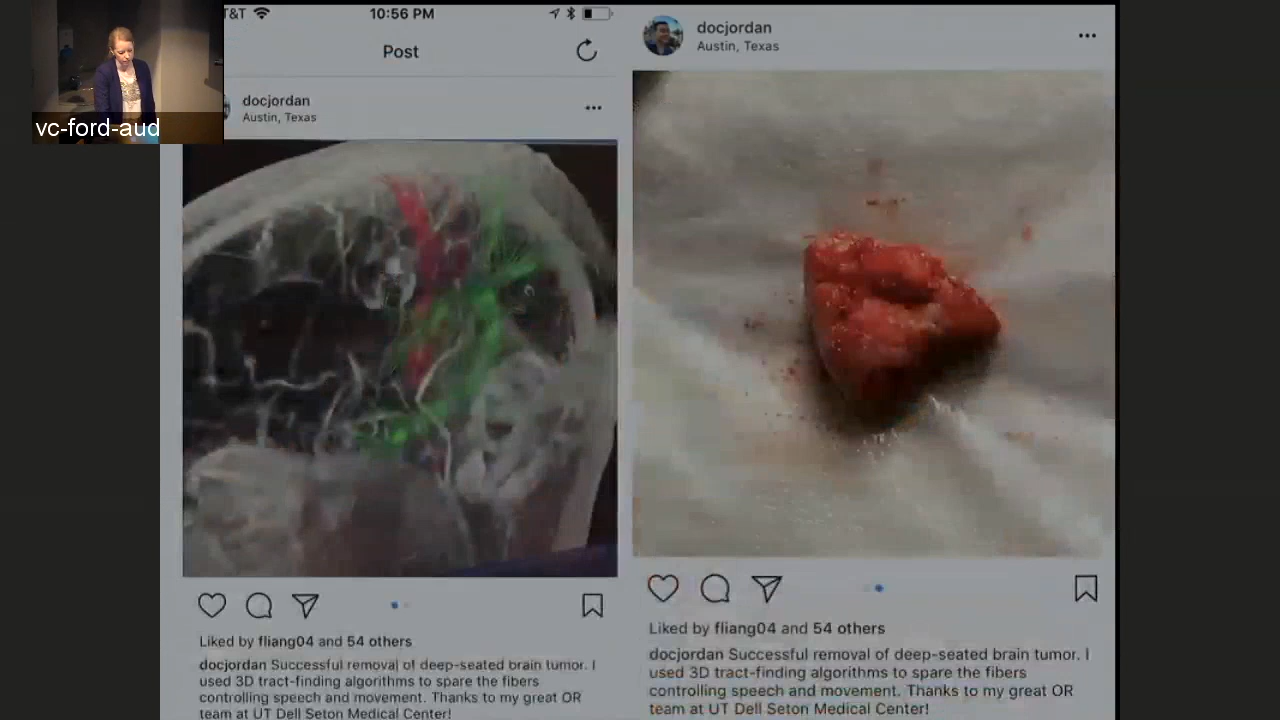 T&T
10:56 PM
Post
docjordan
Austin, Texas
vc-ford-aud
Liked by fliang04 and 54 others
docjordan Successful removal of deep-seated brain tumor. I
used 3D tract-finding algorithms to spare the fibers
controlling speech and movement. Thanks to my great OR
team at UT Dell Seton Medical Center!
docjordan
Austin, Texas
Liked by fliang04 and 54 others
docjordan Successful removal of deep-seated brain tumor. I
used 3D tract-finding algorithms to spare the fibers
controlling speech and movement. Thanks to my great OR
team at UT Dell Seton Medical Center!